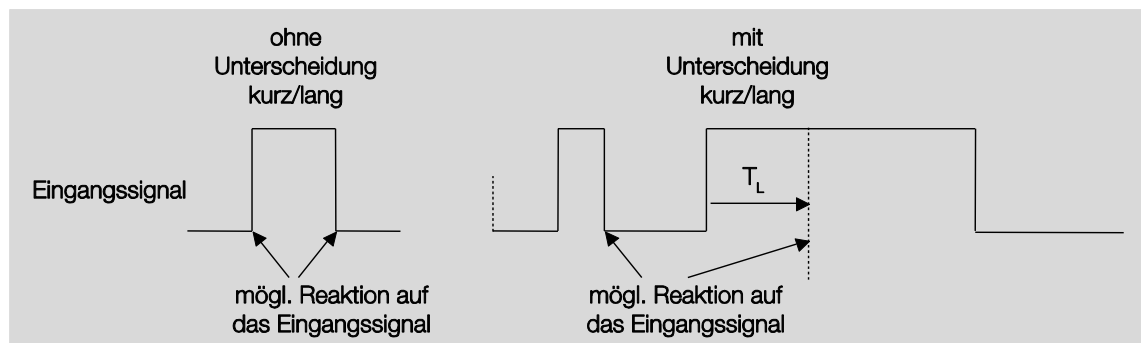 ohne
Unterscheidung
kurz/lang
mit
Unterscheidung
kurz/lang
Eingangssignal
T_L
mögl. Reaktion auf
das Eingangssignal
mögl. Reaktion auf
das Eingangssignal